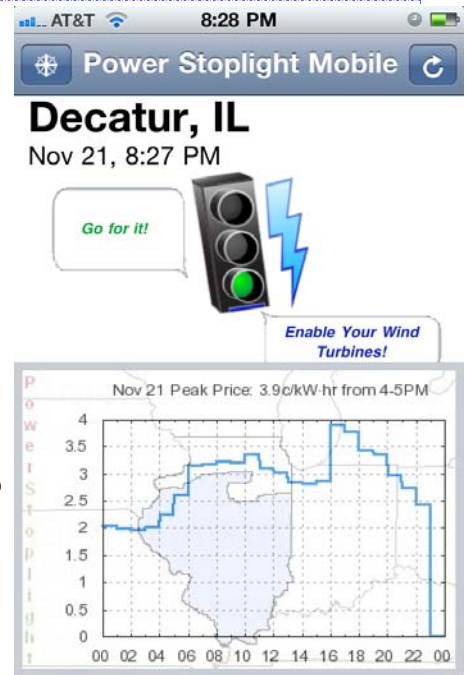 AT&T 8:28 PM
Power Stoplight Mobile
Decatur, IL
Nov 21, 8:27 PM
Go for it!
Enable Your Wind
Turbines!
PowerStoplight
Nov 21 Peak Price: 3.9c/kW-hr from 4-5PM
4
3.5
3
2.5
2
1.5
1
0.5
0
00 02 04 06 08 10 12 14 16 18 20 22 00